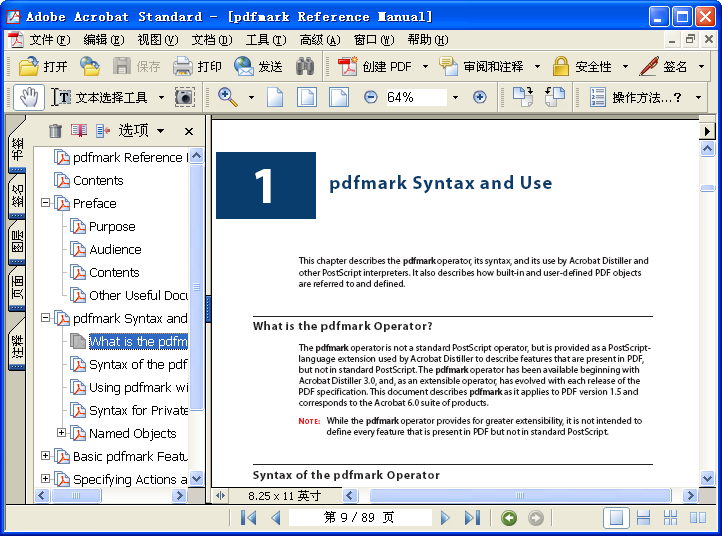 Adobe Acrobat Standard - [pdfmark Reference Manual]
文件(F) 编辑(E) 视图(V) 文档(D) 工具(T) 高级(A) 窗口(W) 帮助(H)
打开 保存 打印 发送 创建 PDF 审阅和注释 安全性 签名
文本选择工具 64% 操作方法...?
选项
书签
签名
图层
页面
注释
pdfmark Reference
Contents
Preface
Purpose
Audience
Contents
Other Useful Docu
pdfmark Syntax and
What is the pdfm
Syntax of the pdf
Using pdfmark wi
Syntax for Private
Named Objects
Basic pdfmark Featu
Specifying Actions a
1 pdfmark Syntax and Use
This chapter describes the pdfmark operator, its syntax, and its use by Acrobat Distiller and
other PostScript interpreters. It also describes how built-in and user-defined PDF objects
are referred to and defined.
What is the pdfmark Operator?
The pdfmark operator is not a standard PostScript operator, but is provided as a PostScript-
language extension used by Acrobat Distiller to describe features that are present in PDF,
but not in standard PostScript. The pdfmark operator has been available beginning with
Acrobat Distiller 3.0, and, as an extensible operator, has evolved with each release of the
PDF specification. This document describes pdfmark as it applies to PDF version 1.5 and
corresponds to the Acrobat 6.0 suite of products.
NOTE: While the pdfmark operator provides for greater extensibility, it is not intended to
define every feature that is present in PDF but not in standard PostScript.
Syntax of the pdfmark Operator
8.25 x 11 英寸
第 9 / 89 页